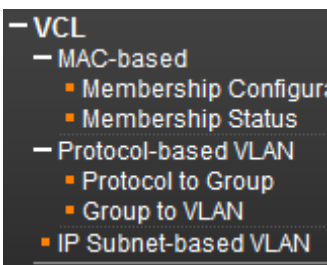 VCL
MAC-based
Membership Configura
Membership Status
Protocol-based VLAN
Protocol to Group
Group to VLAN
IP Subnet-based VLAN